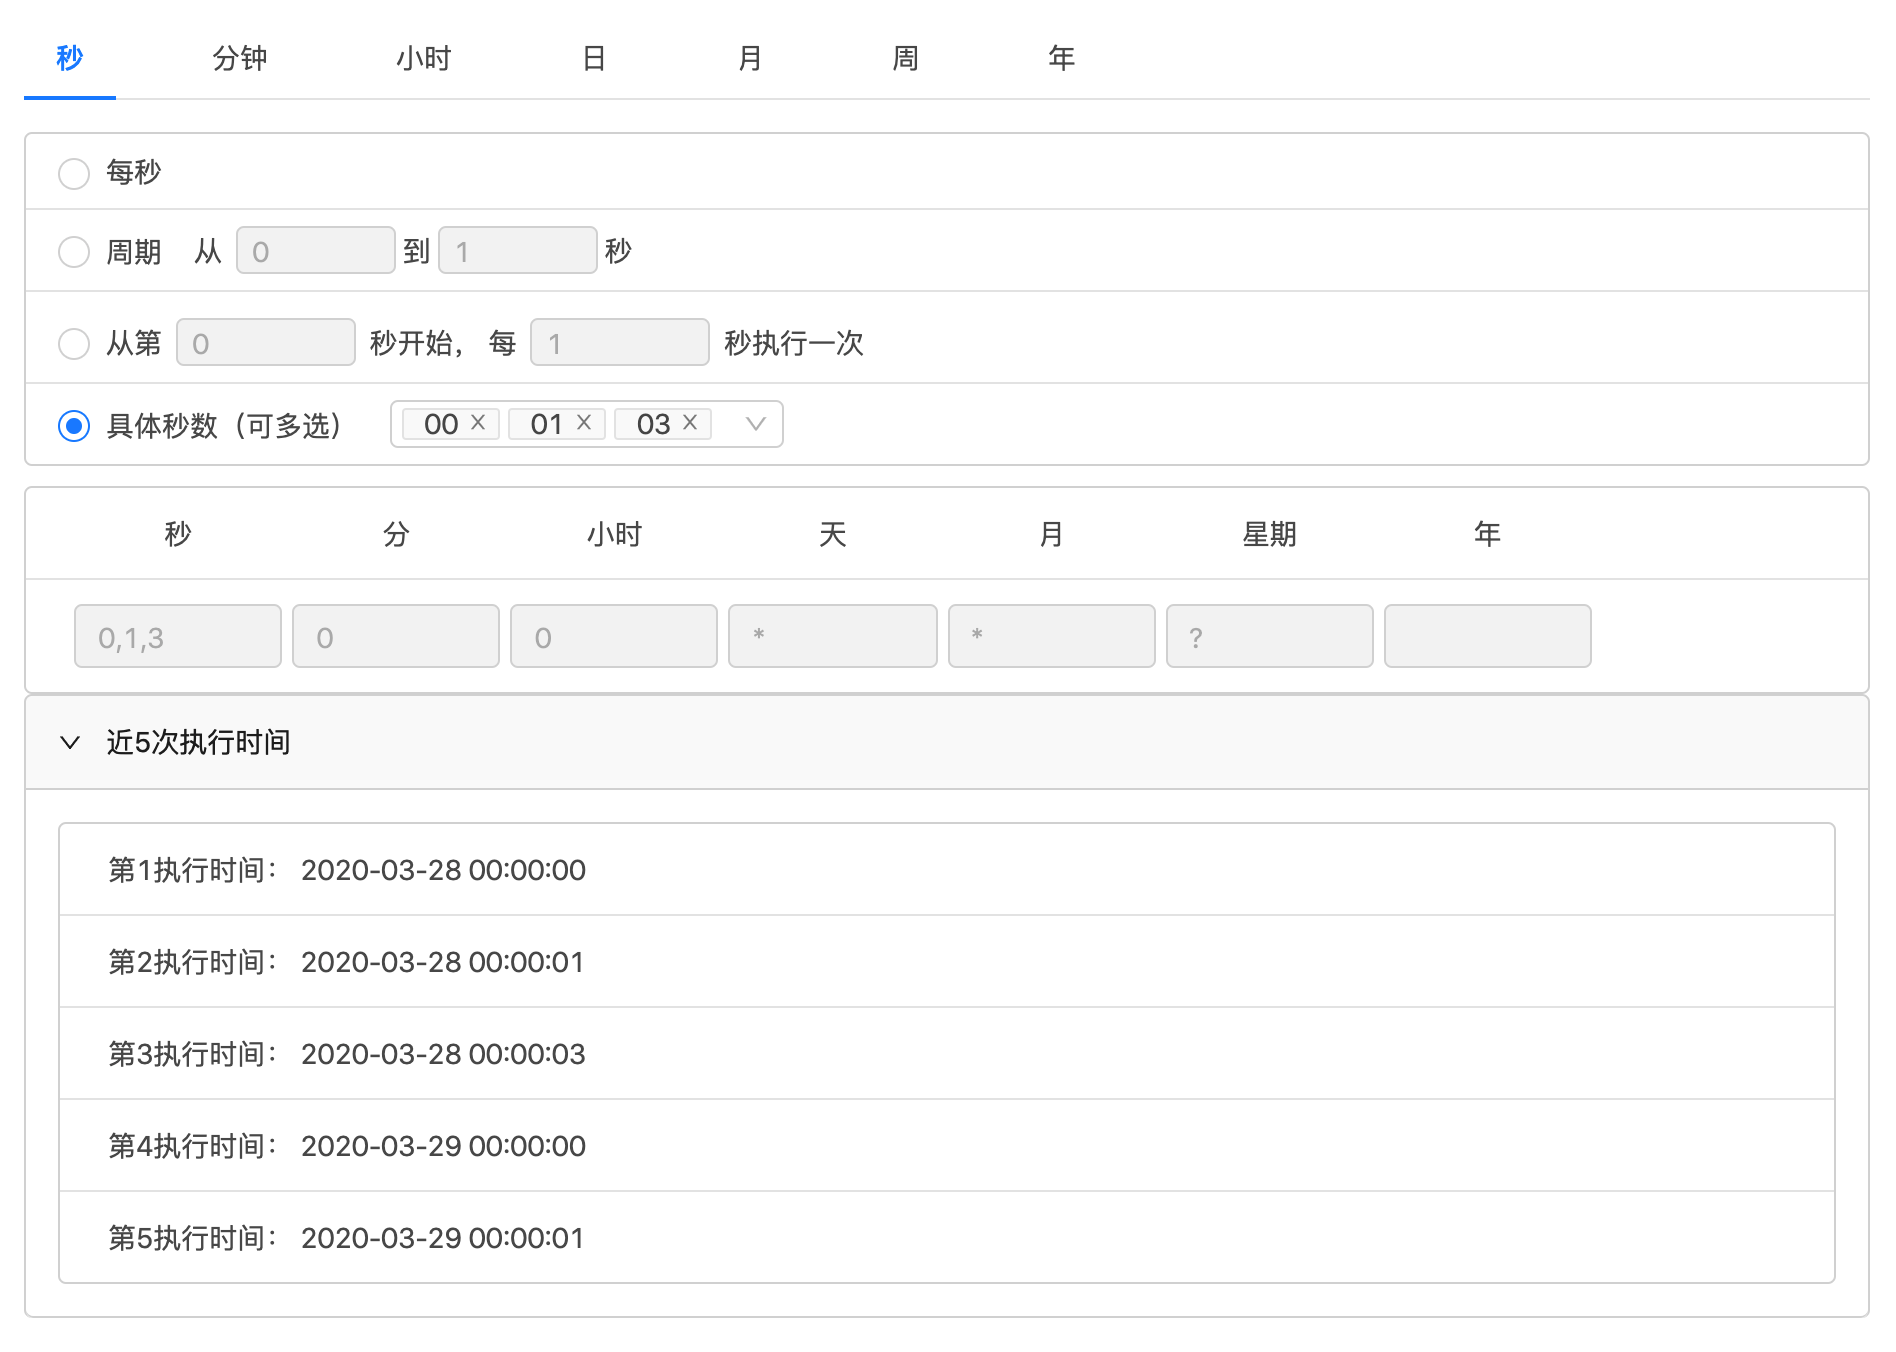 秒 分钟 小时 日 月 周 年
每秒
周期 从 0 到 1 秒
从第 0 秒开始， 每 1 秒执行一次
具体秒数（可多选） 00 01 03
秒 分 小时 天 月 星期 年
0,1,3 0 0 * * ?
近5次执行时间
第1执行时间： 2020-03-28 00:00:00
第2执行时间： 2020-03-28 00:00:01
第3执行时间： 2020-03-28 00:00:03
第4执行时间： 2020-03-29 00:00:00
第5执行时间： 2020-03-29 00:00:01